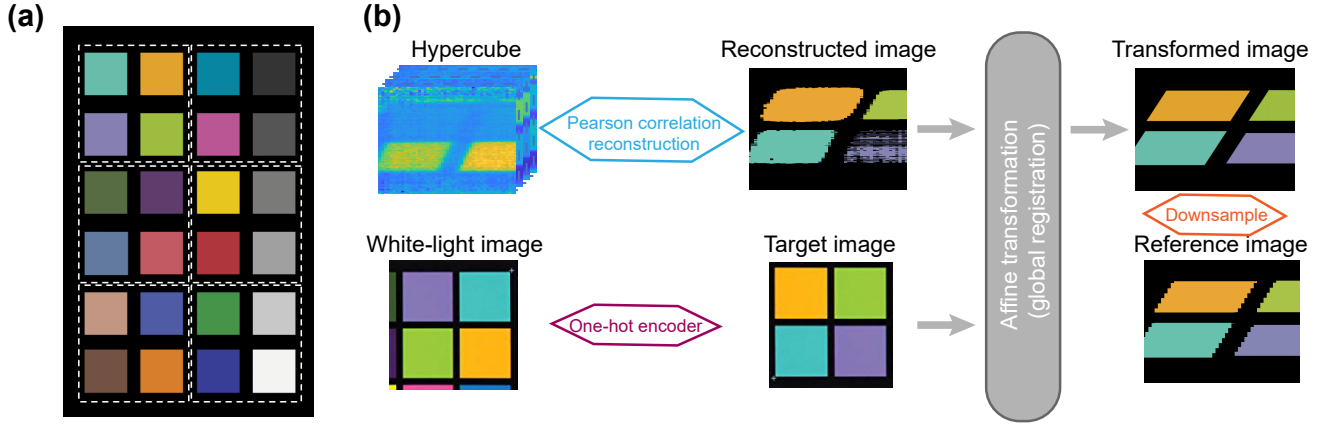 (a)
(b)
Hypercube
Pearson correlation
reconstruction
Reconstructed image
Affine transformation
(global registration)
Transformed image
Downsample
White-light image
One-hot encoder
Target image
Reference image